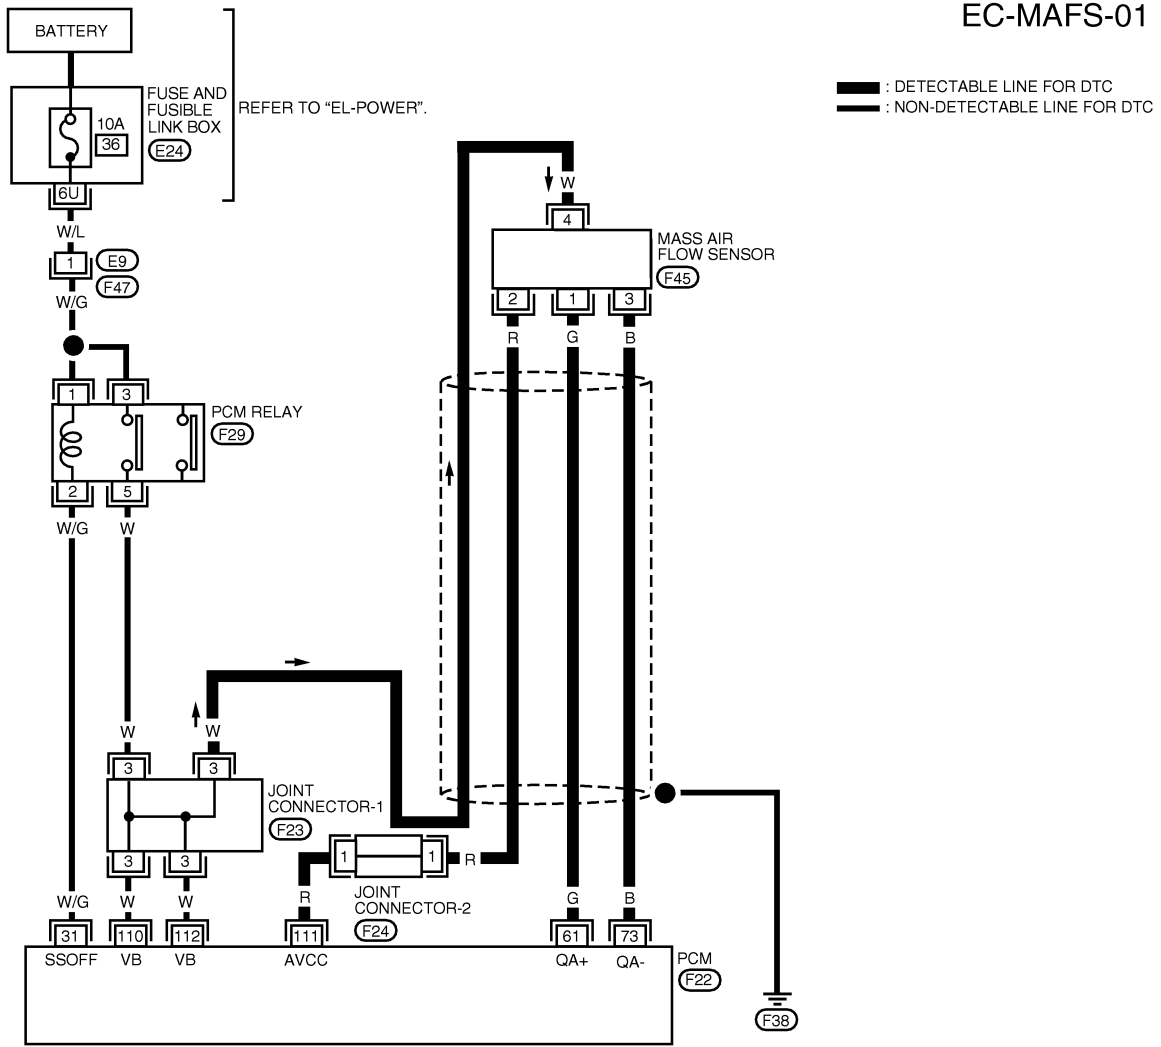 EC-MAFS-01
BATTERY
: DETECTABLE LINE FOR DTC
: NON-DETECTABLE LINE FOR DTC
FUSE AND
FUSIBLE
LINK BOX
E24
REFER TO “EL-POWER”.
10A
36
6U
W/L
1
E9
F47
W/G
W
4
MASS AIR
FLOW SENSOR
F45
2 1 3
R G B
1 3
PCM RELAY
F29
2 5
W/G W
W W
3 3
JOINT
CONNECTOR-1
F23
3 3
1 1 R
JOINT
CONNECTOR-2
F24
W/G W W R G B
31 110 112 111 61 73
SSOFF VB VB AVCC QA+ QA-
PCM
F22
F38